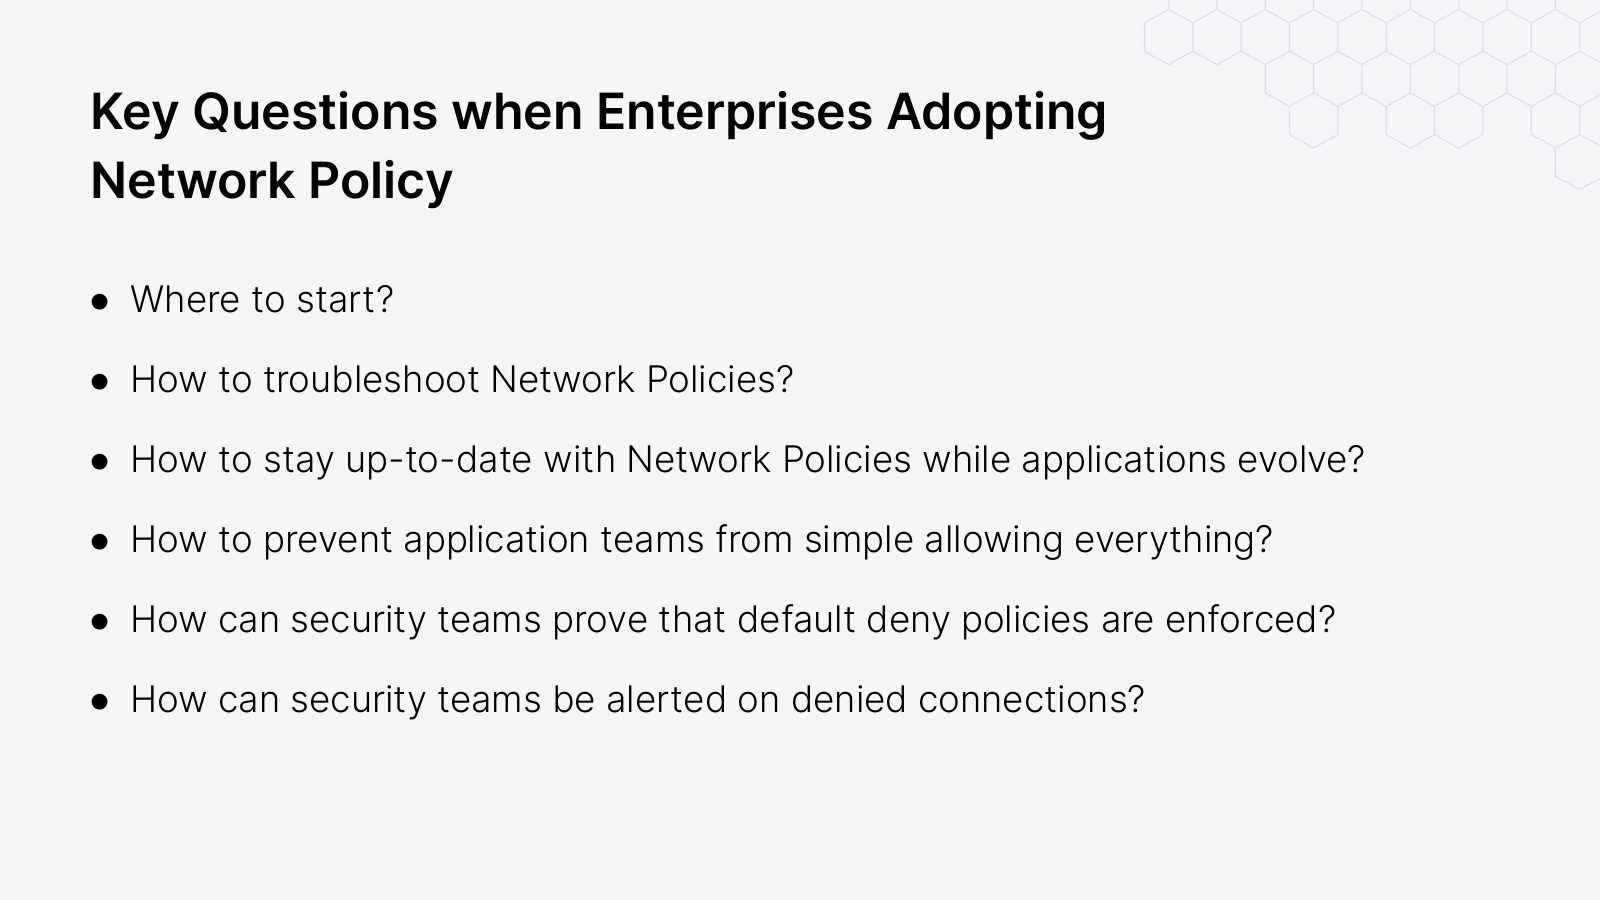 Key Questions when Enterprises Adopting
Network Policy
● Where to start?
● How to troubleshoot Network Policies?
● How to stay up-to-date with Network Policies while applications evolve?
● How to prevent application teams from simple allowing everything?
● How can security teams prove that default deny policies are enforced?
● How can security teams be alerted on denied connections?